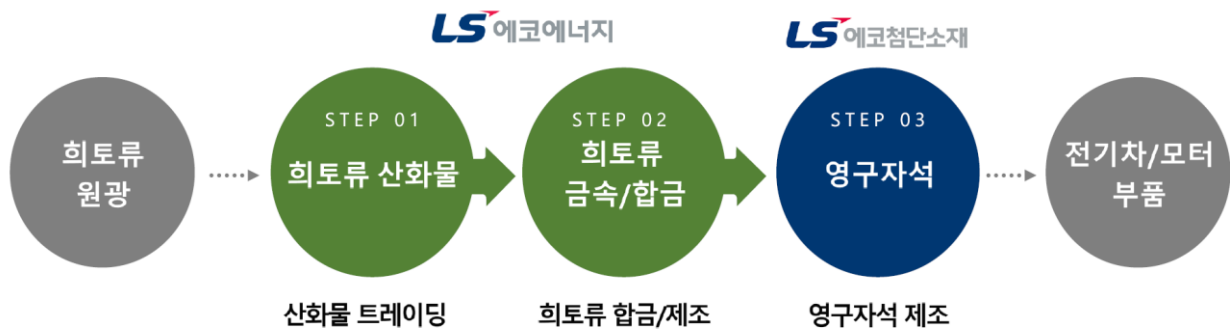 LS 에코에너지
LS 에코첨단소재
희토류
원광
STEP 01
희토류 산화물
STEP 02
희토류
금속/합금
STEP 03
영구자석
전기차/모터
부품
산화물 트레이딩
희토류 합금/제조
영구자석 제조